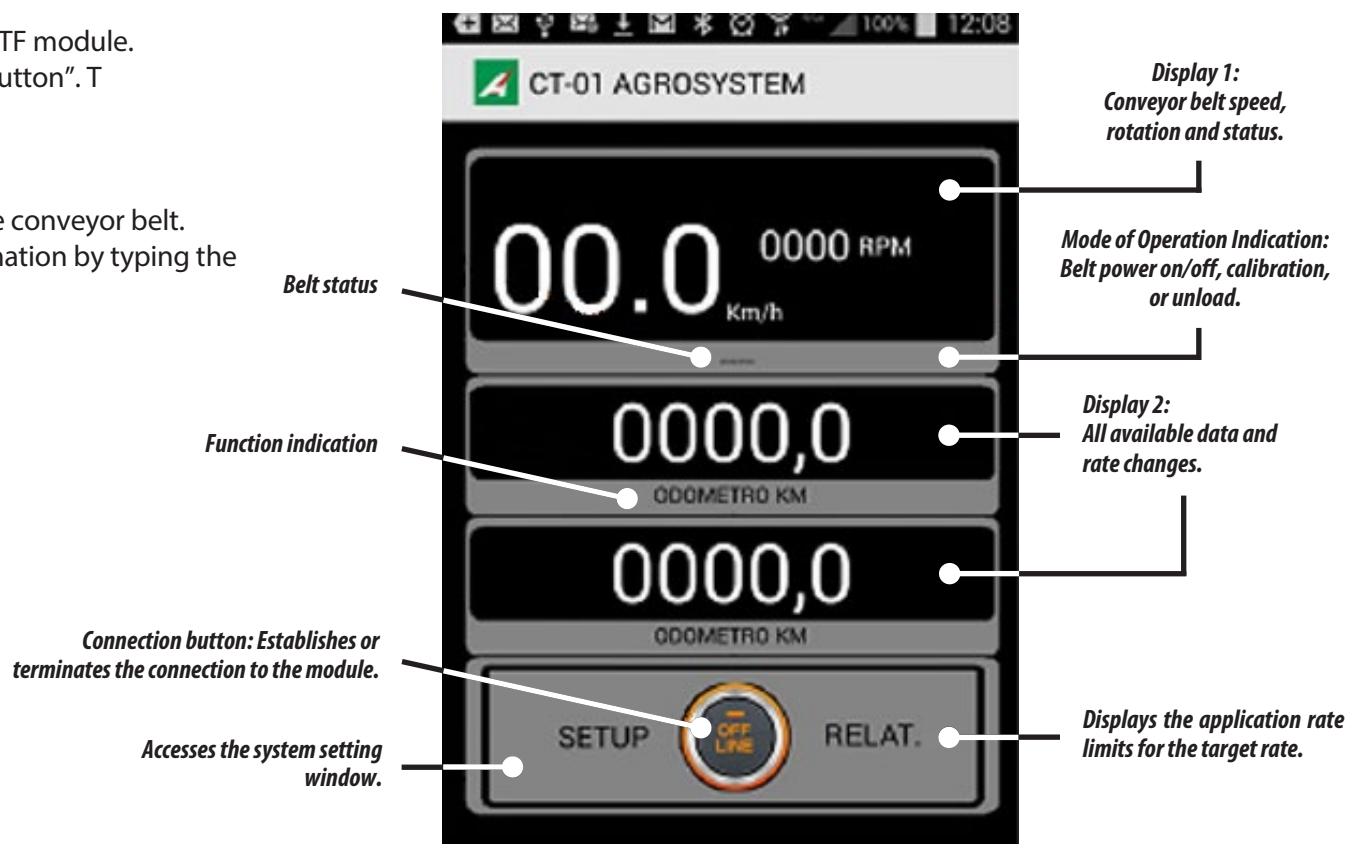 TF module.
utton”. T
e conveyor belt.
nation by typing the
100% 12:08
CT-01 AGROSYSTEM
Display 1:
Conveyor belt speed,
rotation and status.
00.0 Km/h
0000 RPM
Mode of Operation Indication:
Belt power on/off, calibration,
or unload.
Belt status
Display 2:
All available data and
rate changes.
0000,0
Function indication
ODOMETRO KM
0000,0
ODOMETRO KM
Connection button: Establishes or
terminates the connection to the module.
SETUP
OFF
LINE
RELAT.
Displays the application rate
limits for the target rate.
Accesses the system setting
window.